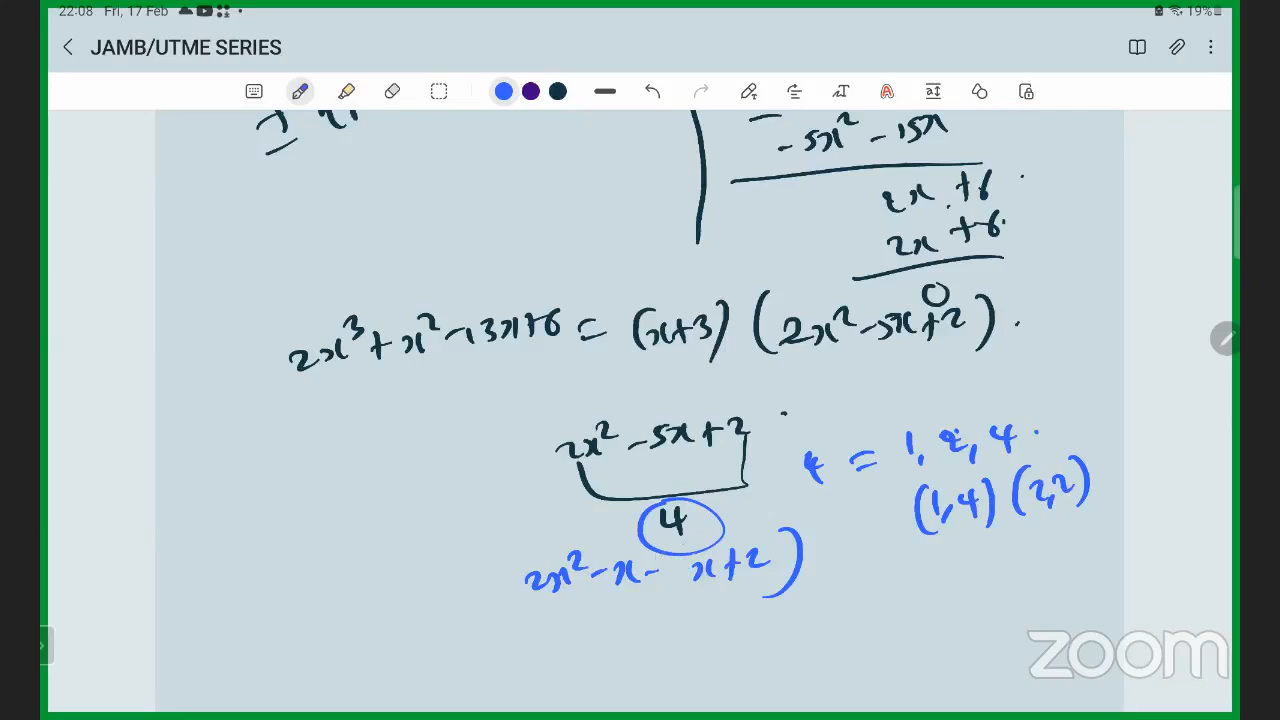 22:08 Fri, 17 Feb
19%
JAMB/UTME SERIES
- 5x² - 15x
2x + 6
2x + 6
0
2x³ + x² - 13x + 6 = (x+3) (2x² - 5x + 2).
2x² - 5x + 2
4
4 = 1, 2, 4
(1,4) (2,2)
2x² - x - x + 2)
zoom